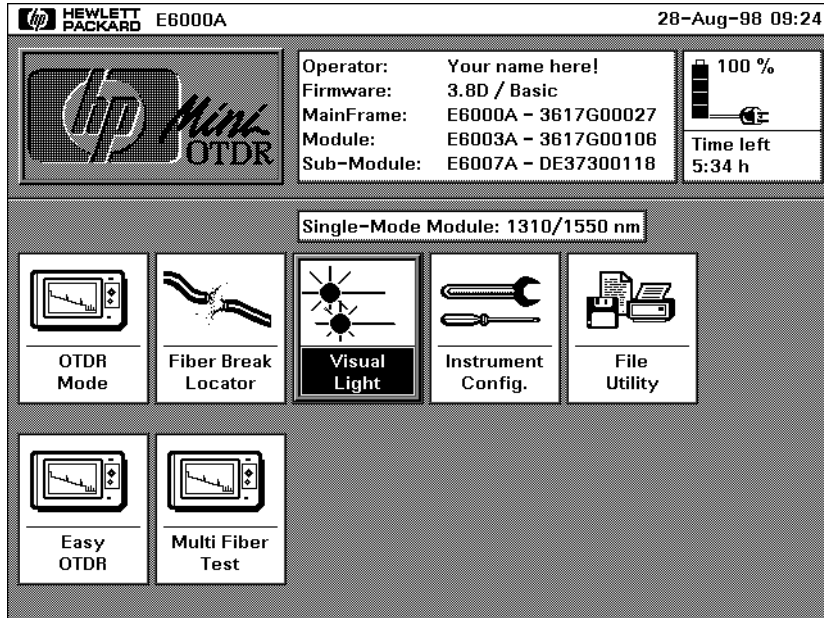 hp HEWLETT PACKARD E6000A 28-Aug-98 09:24
hp Mini OTDR
Operator: Your name here!
Firmware: 3.8D / Basic
MainFrame: E6000A - 3617G00027
Module: E6003A - 3617G00106
Sub-Module: E6007A - DE37300118
100 %
Time left
5:34 h
Single-Mode Module: 1310/1550 nm
OTDR
Mode
Fiber Break
Locator
Visual
Light
Instrument
Config.
File
Utility
Easy
OTDR
Multi Fiber
Test